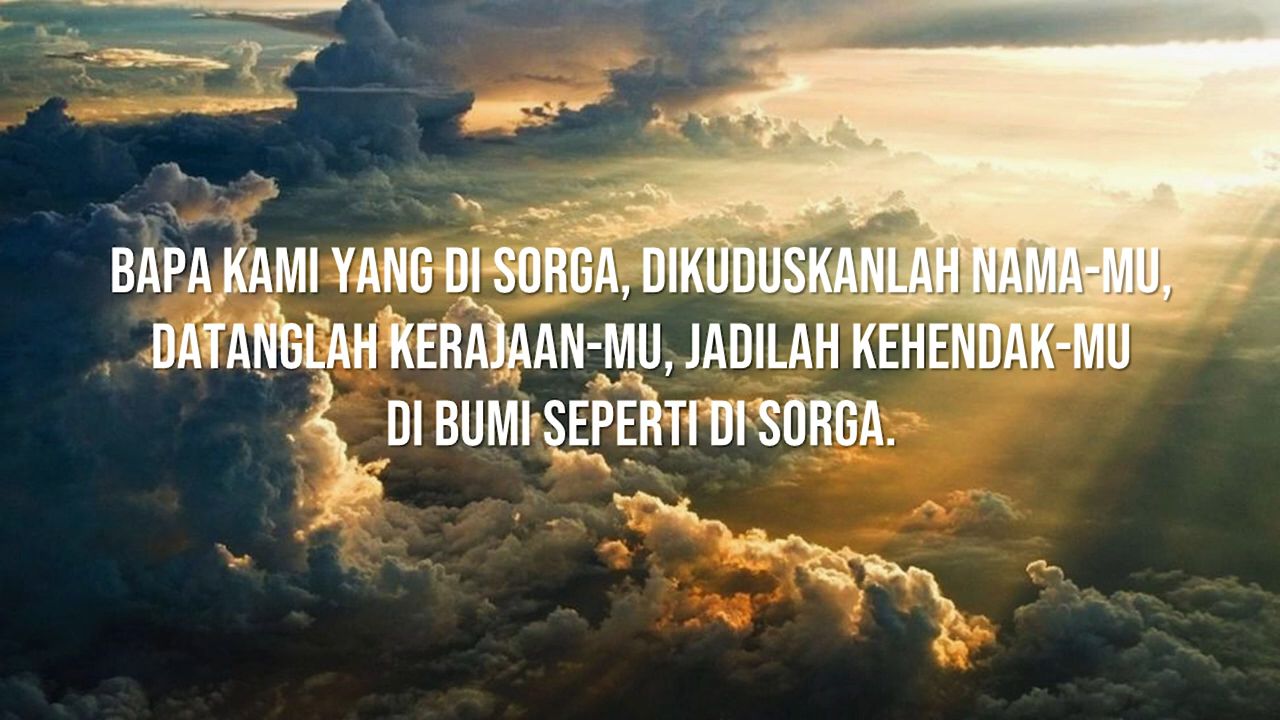 BAPA KAMI YANG DI SORGA, DIKUDUSKANLAH NAMA-MU,
DATANGLAH KERAJAAN-MU, JADILAH KEHENDAK-MU
DI BUMI SEPERTI DI SORGA.